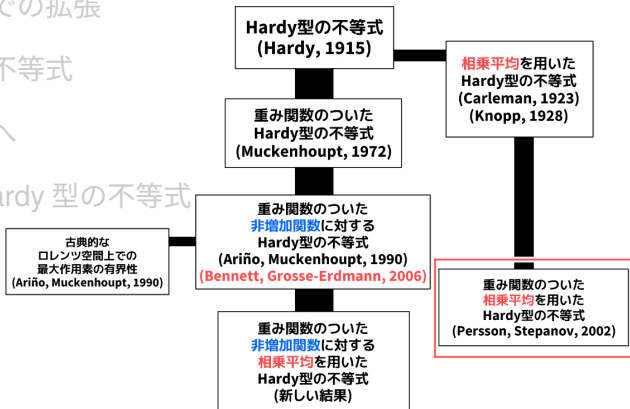 での拡張
不等式
へ
ardy 型の不等式
Hardy型の不等式
(Hardy, 1915)
相乗平均を用いた
Hardy型の不等式
(Carleman, 1923)
(Knopp, 1928)
重み関数のついた
Hardy型の不等式
(Muckenhoupt, 1972)
重み関数のついた
非増加関数に対する
Hardy型の不等式
(Ariño, Muckenhoupt, 1990)
(Bennett, Grosse-Erdmann, 2006)
古典的な
ロレンツ空間上での
最大作用素の有界性
(Ariño, Muckenhoupt, 1990)
重み関数のついた
相乗平均を用いた
Hardy型の不等式
(Persson, Stepanov, 2002)
重み関数のついた
非増加関数に対する
相乗平均を用いた
Hardy型の不等式
(新しい結果)